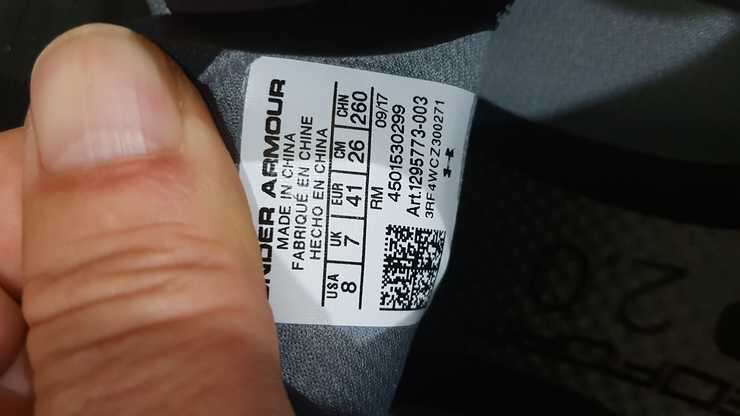 UNDER ARMOUR
MADE IN CHINA
FABRIQUÉ EN CHINE
HECHO EN CHINA
USA UK EUR CM CHN
8 7 41 26 260
RM 09/17
4501530299
Art.1295773-003
3RF4WCZ300271